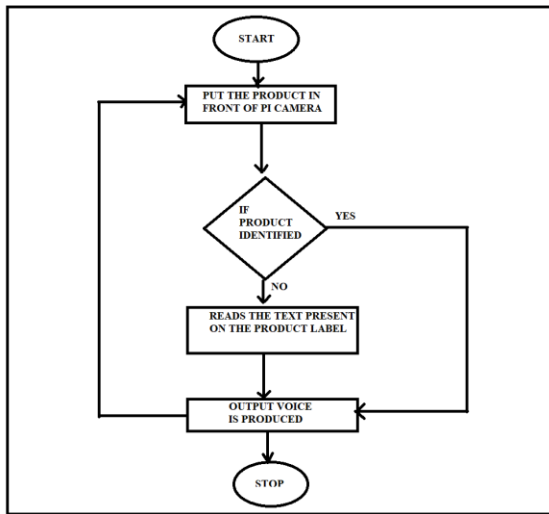 START
PUT THE PRODUCT IN
FRONT OF PI CAMERA
IF
PRODUCT
IDENTIFIED
YES
NO
READS THE TEXT PRESENT
ON THE PRODUCT LABEL
OUTPUT VOICE
IS PRODUCED
STOP